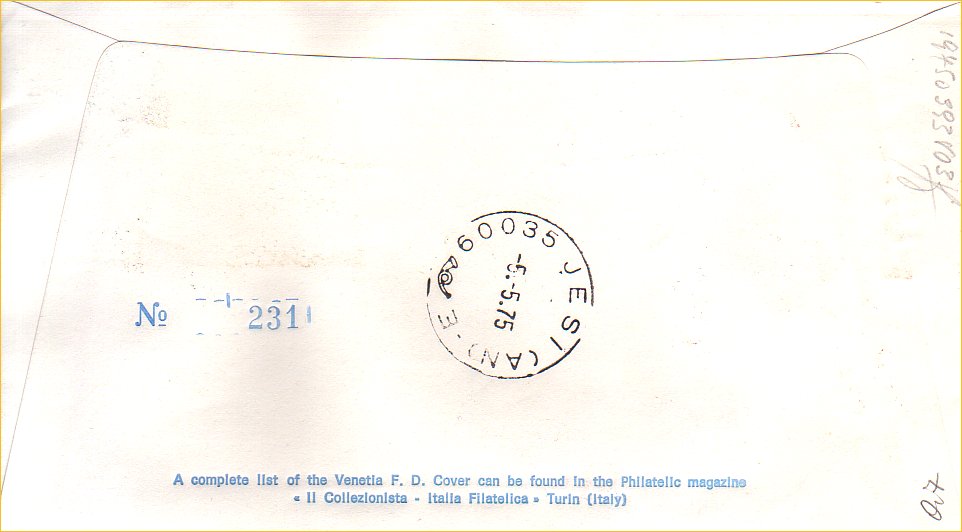 60035 JESI (AN)
-5.-5.75
№ 231
A complete list of the Venetia F. D. Cover can be found in the Philatelic magazine
« Il Collezionista - Italia Filatelica » Turin (Italy)